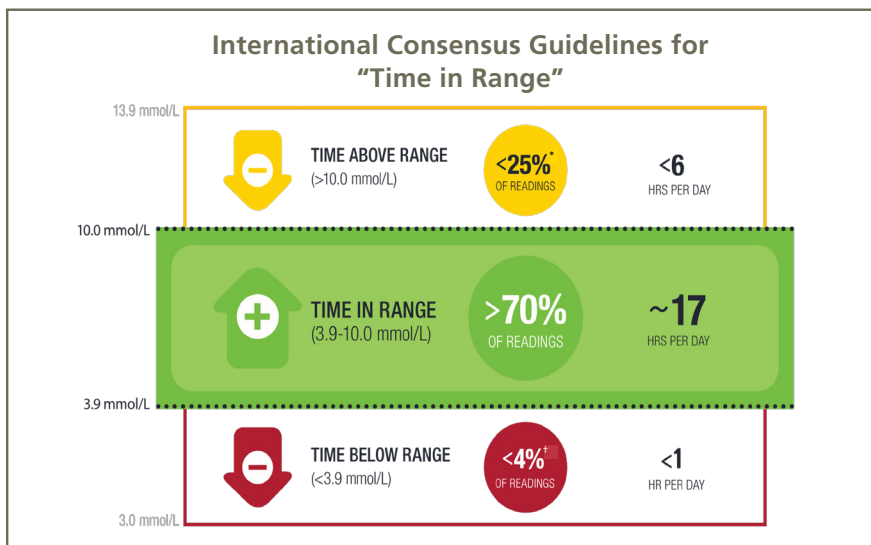 International Consensus Guidelines for
“Time in Range”
13.9 mmol/L
TIME ABOVE RANGE
(>10.0 mmol/L)
<25%*
OF READINGS
<6
HRS PER DAY
10.0 mmol/L
TIME IN RANGE
(3.9-10.0 mmol/L)
>70%
OF READINGS
~17
HRS PER DAY
3.9 mmol/L
TIME BELOW RANGE
(<3.9 mmol/L)
<4%†
OF READINGS
<1
HR PER DAY
3.0 mmol/L